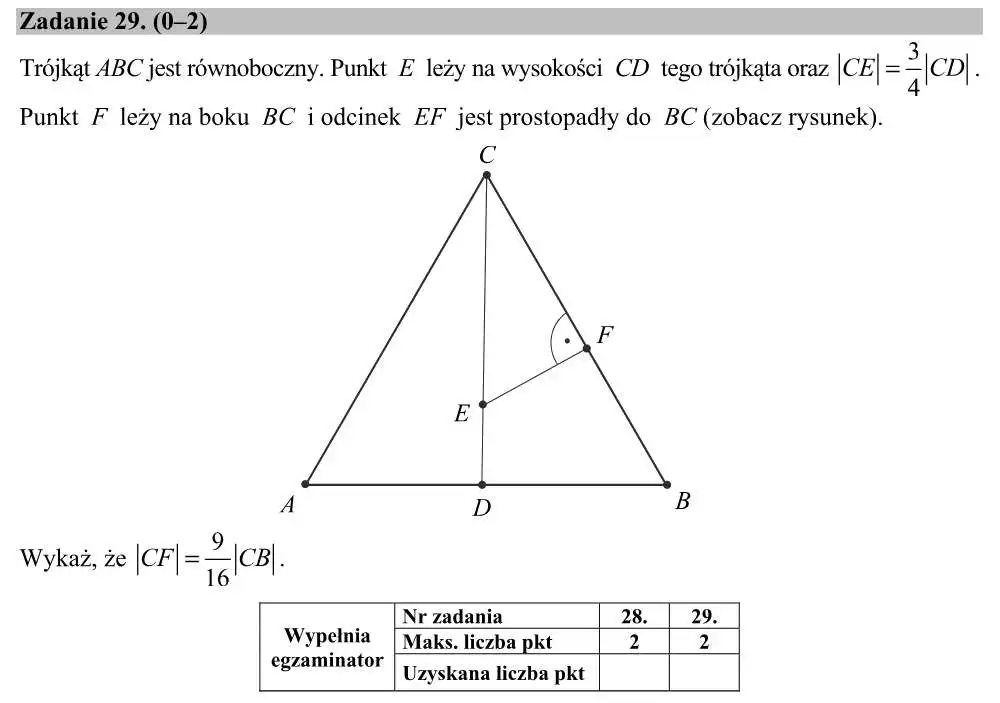 Zadanie 29. (0–2)
Trójkąt ABC jest równoboczny. Punkt E leży na wysokości CD tego trójkąta oraz |CE| = 3/4 |CD|.
Punkt F leży na boku BC i odcinek EF jest prostopadły do BC (zobacz rysunek).
C
F
E
A
D
B
Wykaż, że |CF| = 9/16 |CB|.
Wypełnia egzaminator
Nr zadania 28. 29.
Maks. liczba pkt 2 2
Uzyskana liczba pkt